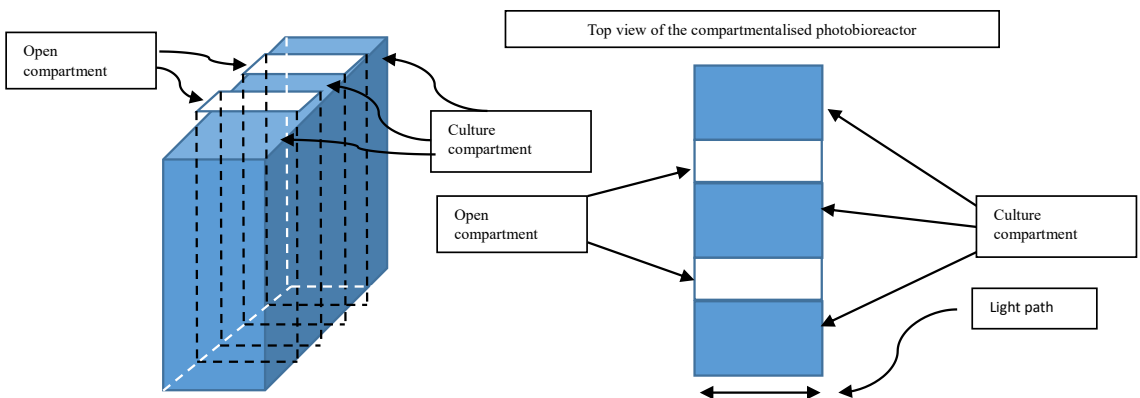 Open
compartment
Top view of the compartmentalised photobioreactor
Culture
compartment
Open
compartment
Culture
compartment
Light path